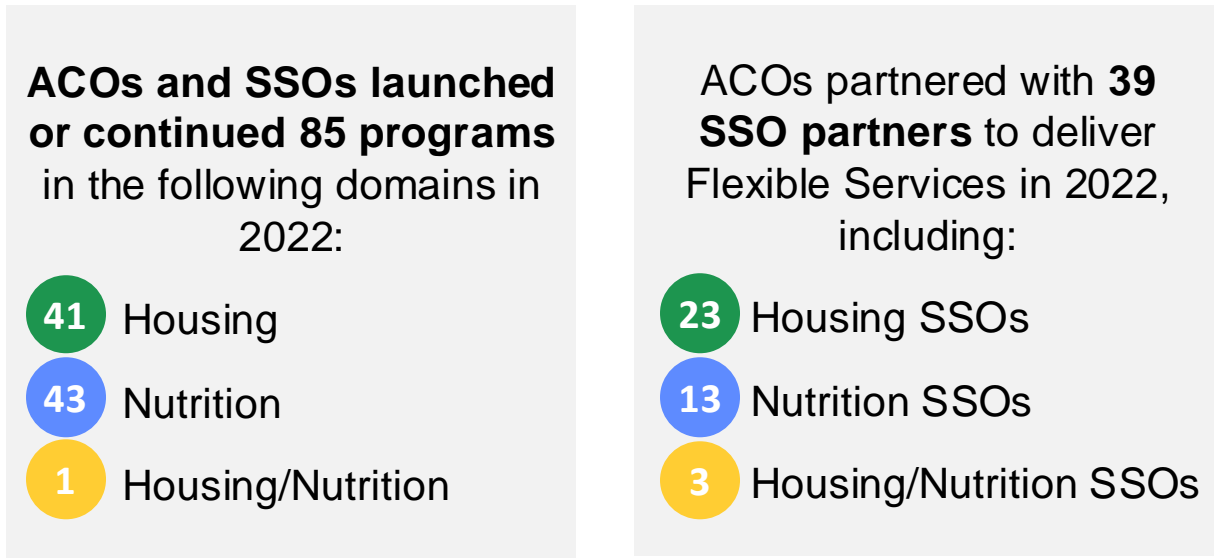 ACOs and SSOs launched
or continued 85 programs
in the following domains in
2022:
41 Housing
43 Nutrition
1 Housing/Nutrition
ACOs partnered with 39
SSO partners to deliver
Flexible Services in 2022,
including:
23 Housing SSOs
13 Nutrition SSOs
3 Housing/Nutrition SSOs